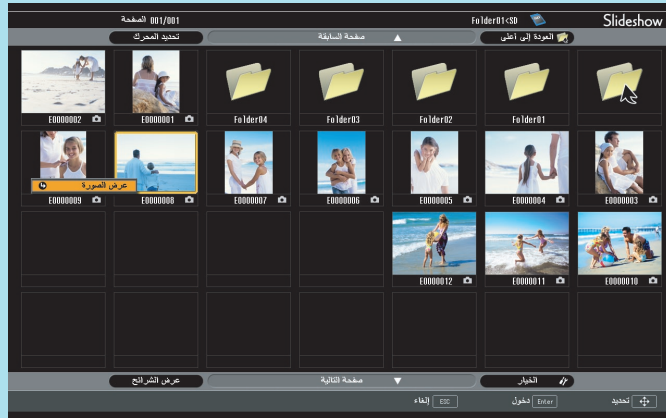 Slideshow
Folder01<SD
001/001 الصفحة
العودة إلى أعلى
صفحة السابقة
تحديد المحرك
Folder01
Folder02
Folder03
Folder04
E0000001
E0000002
E0000003
E0000004
E0000005
E0000006
E0000007
E0000008
E0000009
عرض الصورة
E0000010
E0000011
E0000012
الخيار
صفحة التالية
عرض الشرائح
تحديد
Enter دخول
ESC إلغاء